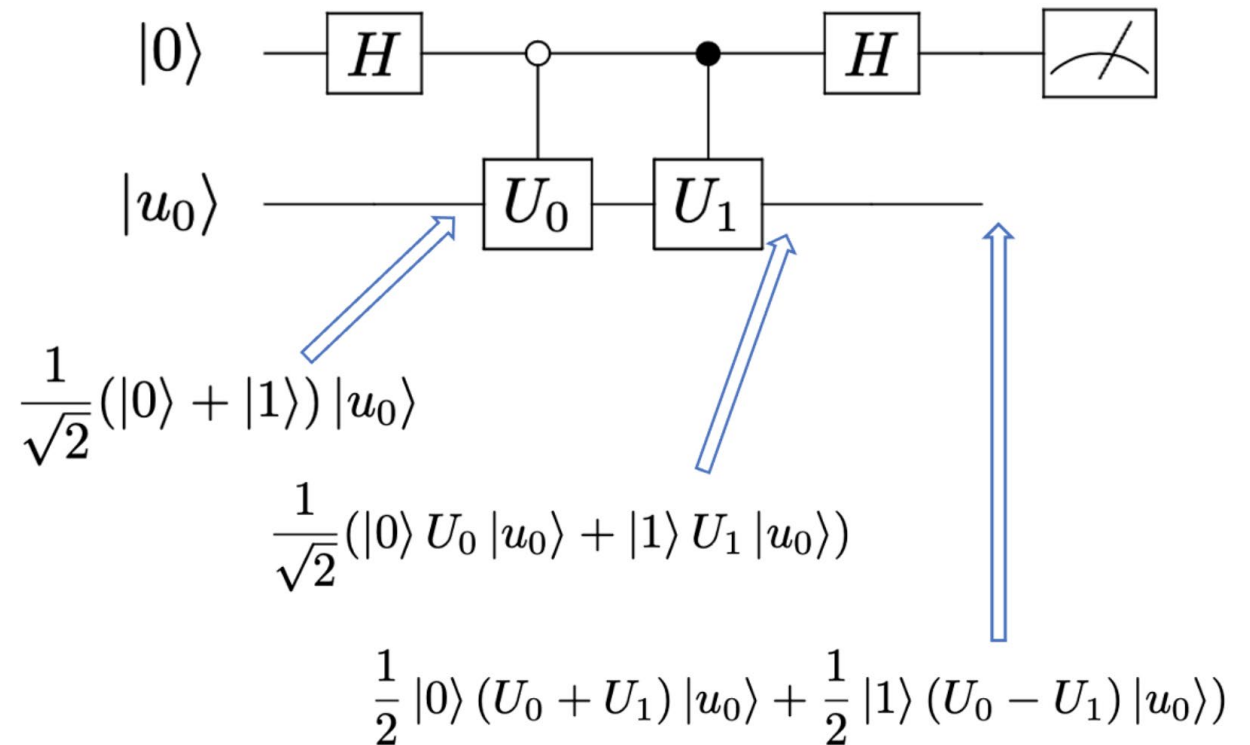 |0⟩ H H
|u₀⟩ U₀ U₁
1/√2 (|0⟩ + |1⟩) |u₀⟩
1/√2 (|0⟩ U₀ |u₀⟩ + |1⟩ U₁ |u₀⟩)
1/2 |0⟩ (U₀ + U₁) |u₀⟩ + 1/2 |1⟩ (U₀ − U₁) |u₀⟩)